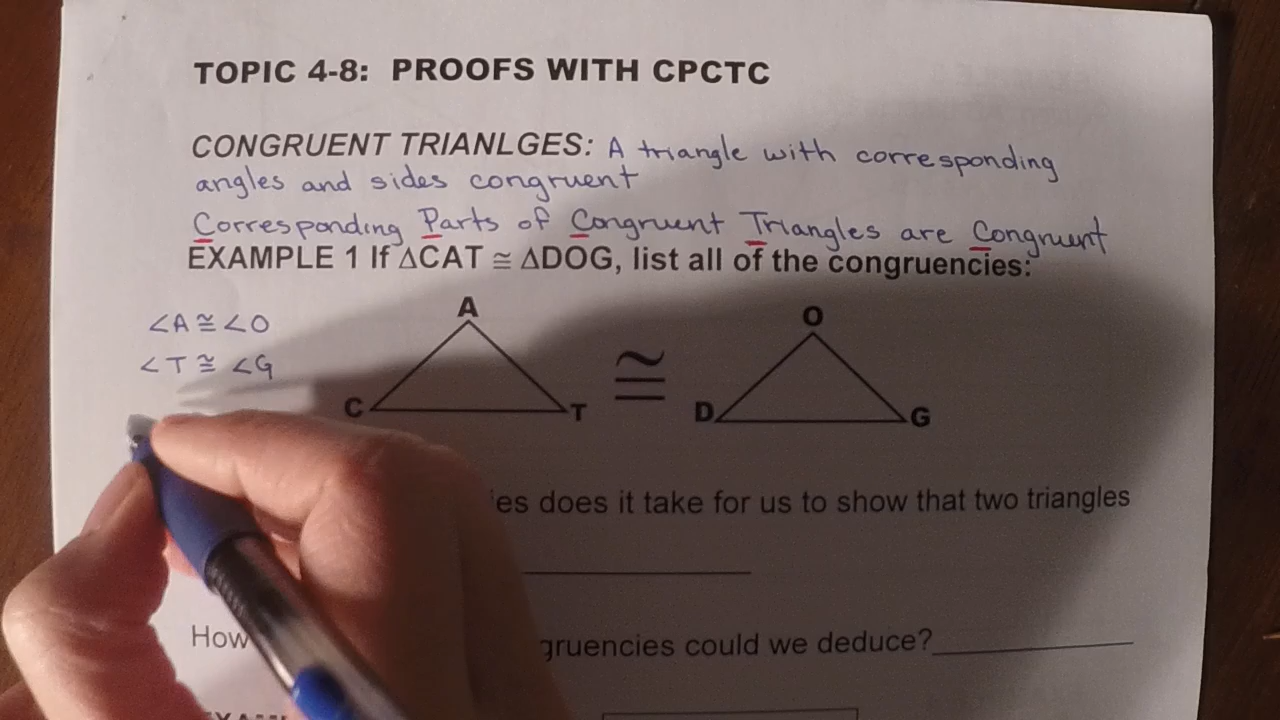 TOPIC 4-8: PROOFS WITH CPCTC
CONGRUENT TRIANLGES: A triangle with corresponding
angles and sides congruent
Corresponding Parts of Congruent Triangles are Congruent
EXAMPLE 1 If ΔCAT ≅ ΔDOG, list all of the congruencies:
∠A ≅ ∠O
∠T ≅ ∠G
A
C
T
≅
O
D
G
does it take for us to show that two triangles
How
could we deduce?